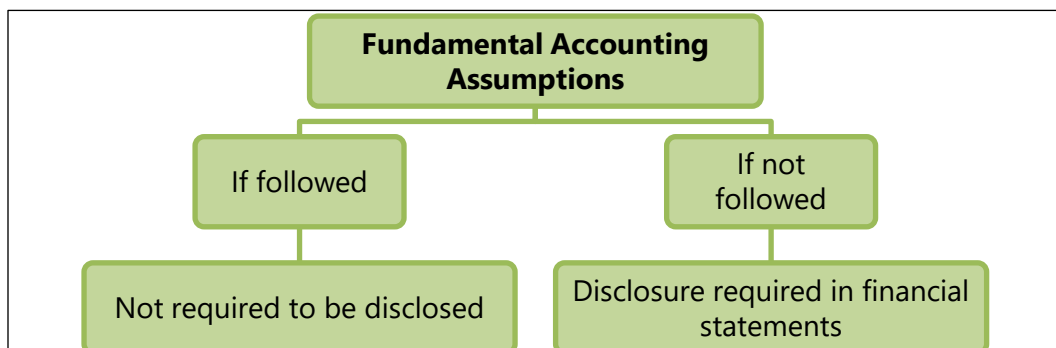 Fundamental Accounting
Assumptions
If followed
If not
followed
Not required to be disclosed
Disclosure required in financial
statements